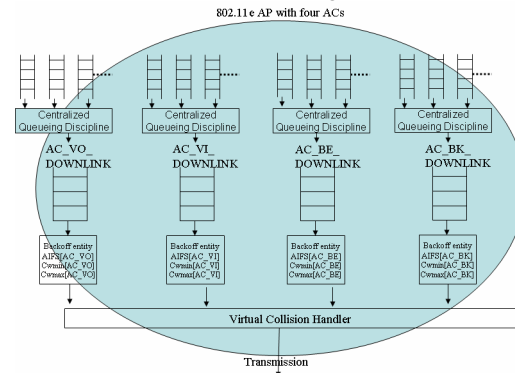 802.11e AP with four ACs
Centralized
Queueing Discipline
Centralized
Queueing Discipline
Centralized
Queueing Discipline
Centralized
Queueing Discipline
AC_VO_
DOWNLINK
AC_VI_
DOWNLINK
AC_BE_
DOWNLINK
AC_BK_
DOWNLINK
Backoff entity
AIFS[AC_VO]
Cwmin[AC_VO]
Cwmax[AC_VO]
Backoff entity
AIFS[AC_VI]
Cwmin[AC_VI]
Cwmax[AC_VI]
Backoff entity
AIFS[AC_BE]
Cwmin[AC_BE]
Cwmax[AC_BE]
Backoff entity
AIFS[AC_BK]
Cwmin[AC_BK]
Cwmax[AC_BK]
Virtual Collision Handler
Transmission